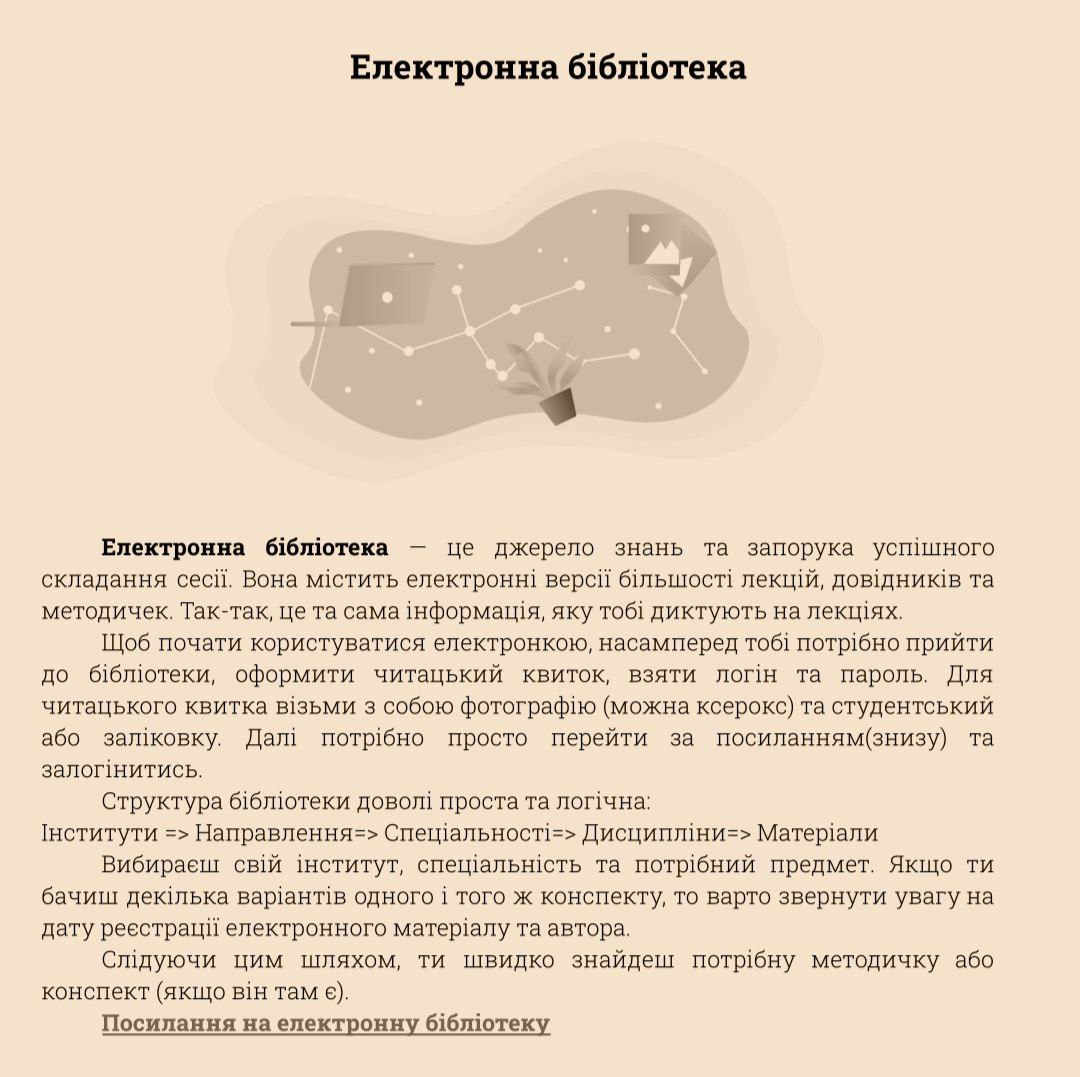 Електронна бібліотека
Електронна бібліотека — це джерело знань та запорука успішного
складання сесії. Вона містить електронні версії більшості лекцій, довідників та
методичек. Так-так, це та сама інформація, яку тобі диктують на лекціях.
Щоб почати користуватися електронкою, насамперед тобі потрібно прийти
до бібліотеки, оформити читацький квиток, взяти логін та пароль. Для
читацького квитка візьми з собою фотографію (можна ксерокс) та студентський
або заліковку. Далі потрібно просто перейти за посиланням(знизу) та
залогінитись.
Структура бібліотеки доволі проста та логічна:
Інститути => Направлення=> Спеціальності=> Дисципліни=> Матеріали
Вибираєш свій інститут, спеціальність та потрібний предмет. Якщо ти
бачиш декілька варіантів одного і того ж конспекту, то варто звернути увагу на
дату реєстрації електронного матеріалу та автора.
Слідуючи цим шляхом, ти швидко знайдеш потрібну методичку або
конспект (якщо він там є).
Посилання на електронну бібліотеку